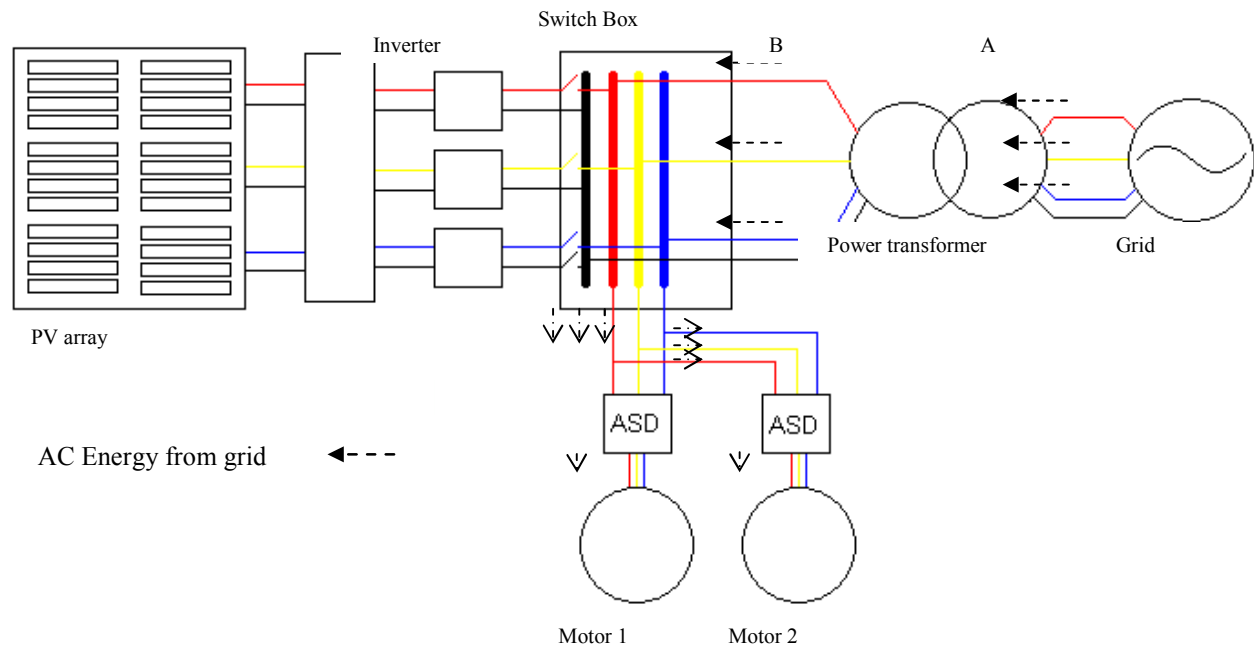 Switch Box
Inverter
B
A
Power transformer
Grid
PV array
ASD
ASD
AC Energy from grid
Motor 1
Motor 2